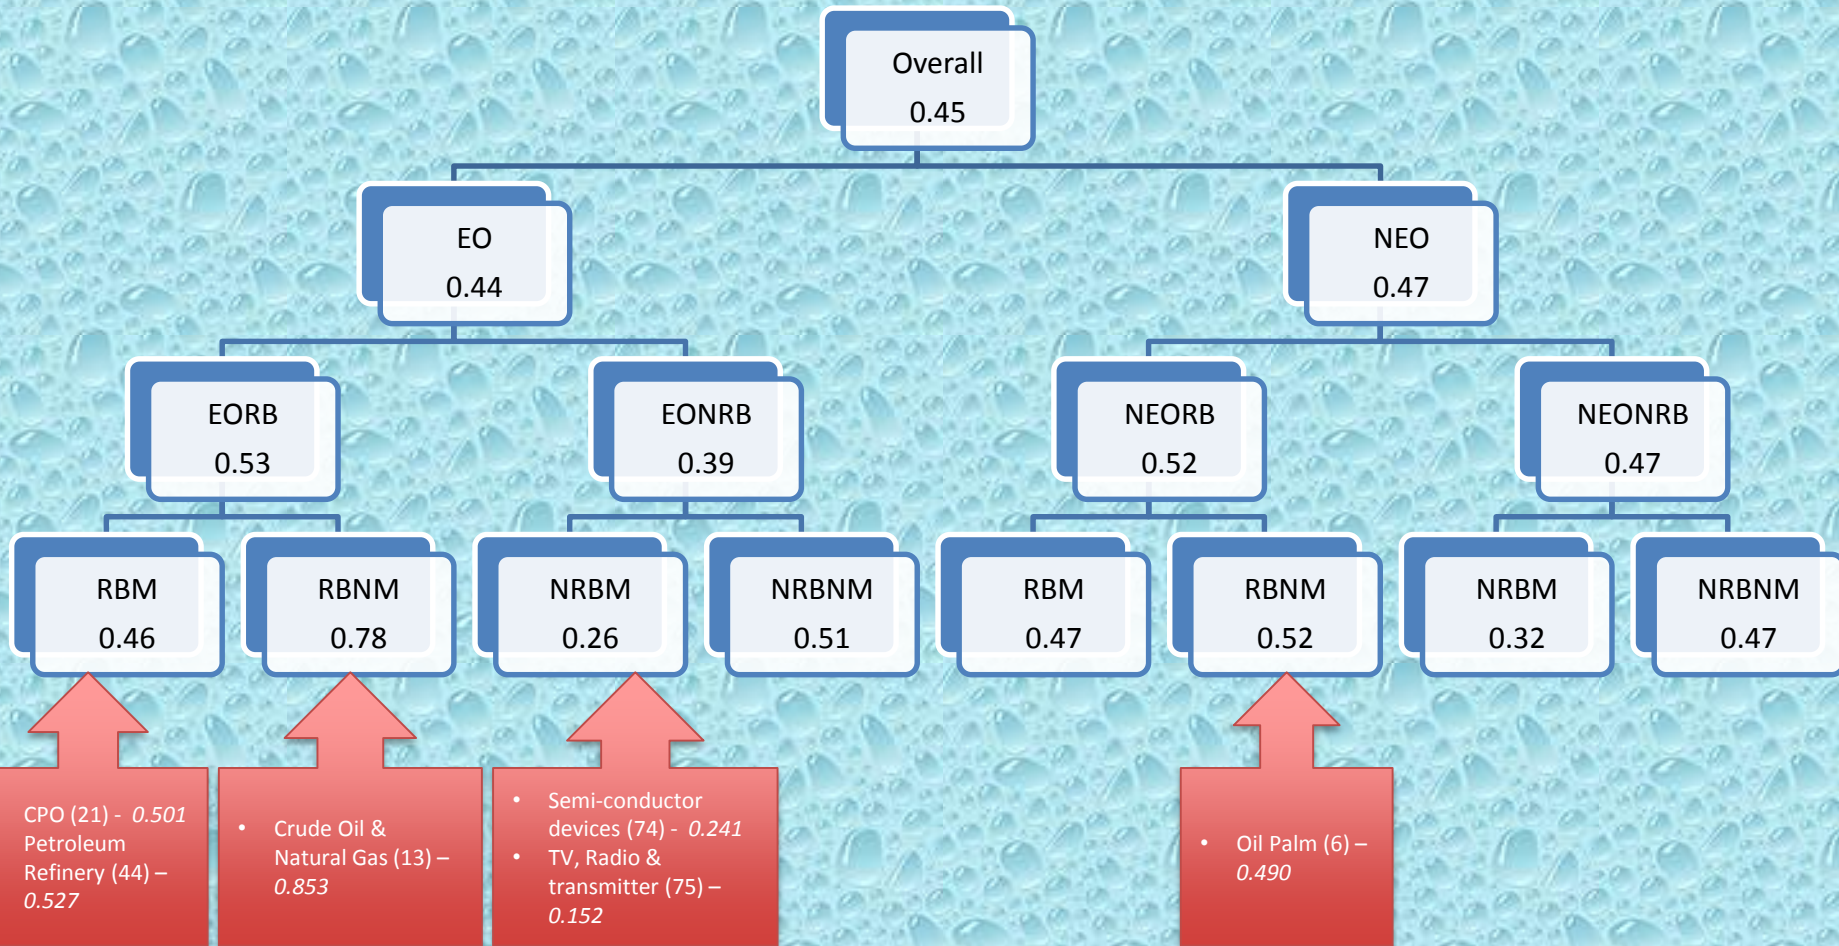 Overall
0.45
EO
0.44
NEO
0.47
EORB
0.53
EONRB
0.39
NEORB
0.52
NEONRB
0.47
RBM
0.46
RBNM
0.78
NRBM
0.26
NRBNM
0.51
RBM
0.47
RBNM
0.52
NRBM
0.32
NRBNM
0.47
CPO (21) - 0.501
Petroleum
Refinery (44) –
0.527
• Crude Oil &
Natural Gas (13) –
0.853
• Semi-conductor
devices (74) - 0.241
• TV, Radio &
transmitter (75) –
0.152
• Oil Palm (6) –
0.490